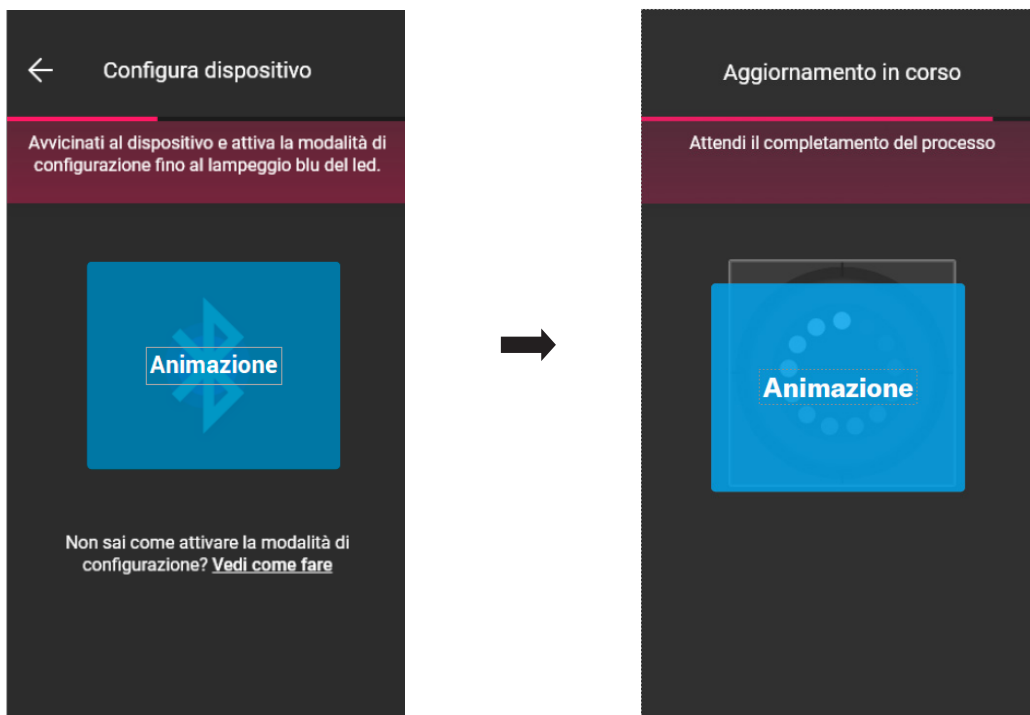 Configura dispositivo
Avvicinati al dispositivo e attiva la modalità di
configurazione fino al lampeggio blu del led.
Animazione
Non sai come attivare la modalità di
configurazione? Vedi come fare
Aggiornamento in corso
Attendi il completamento del processo
Animazione